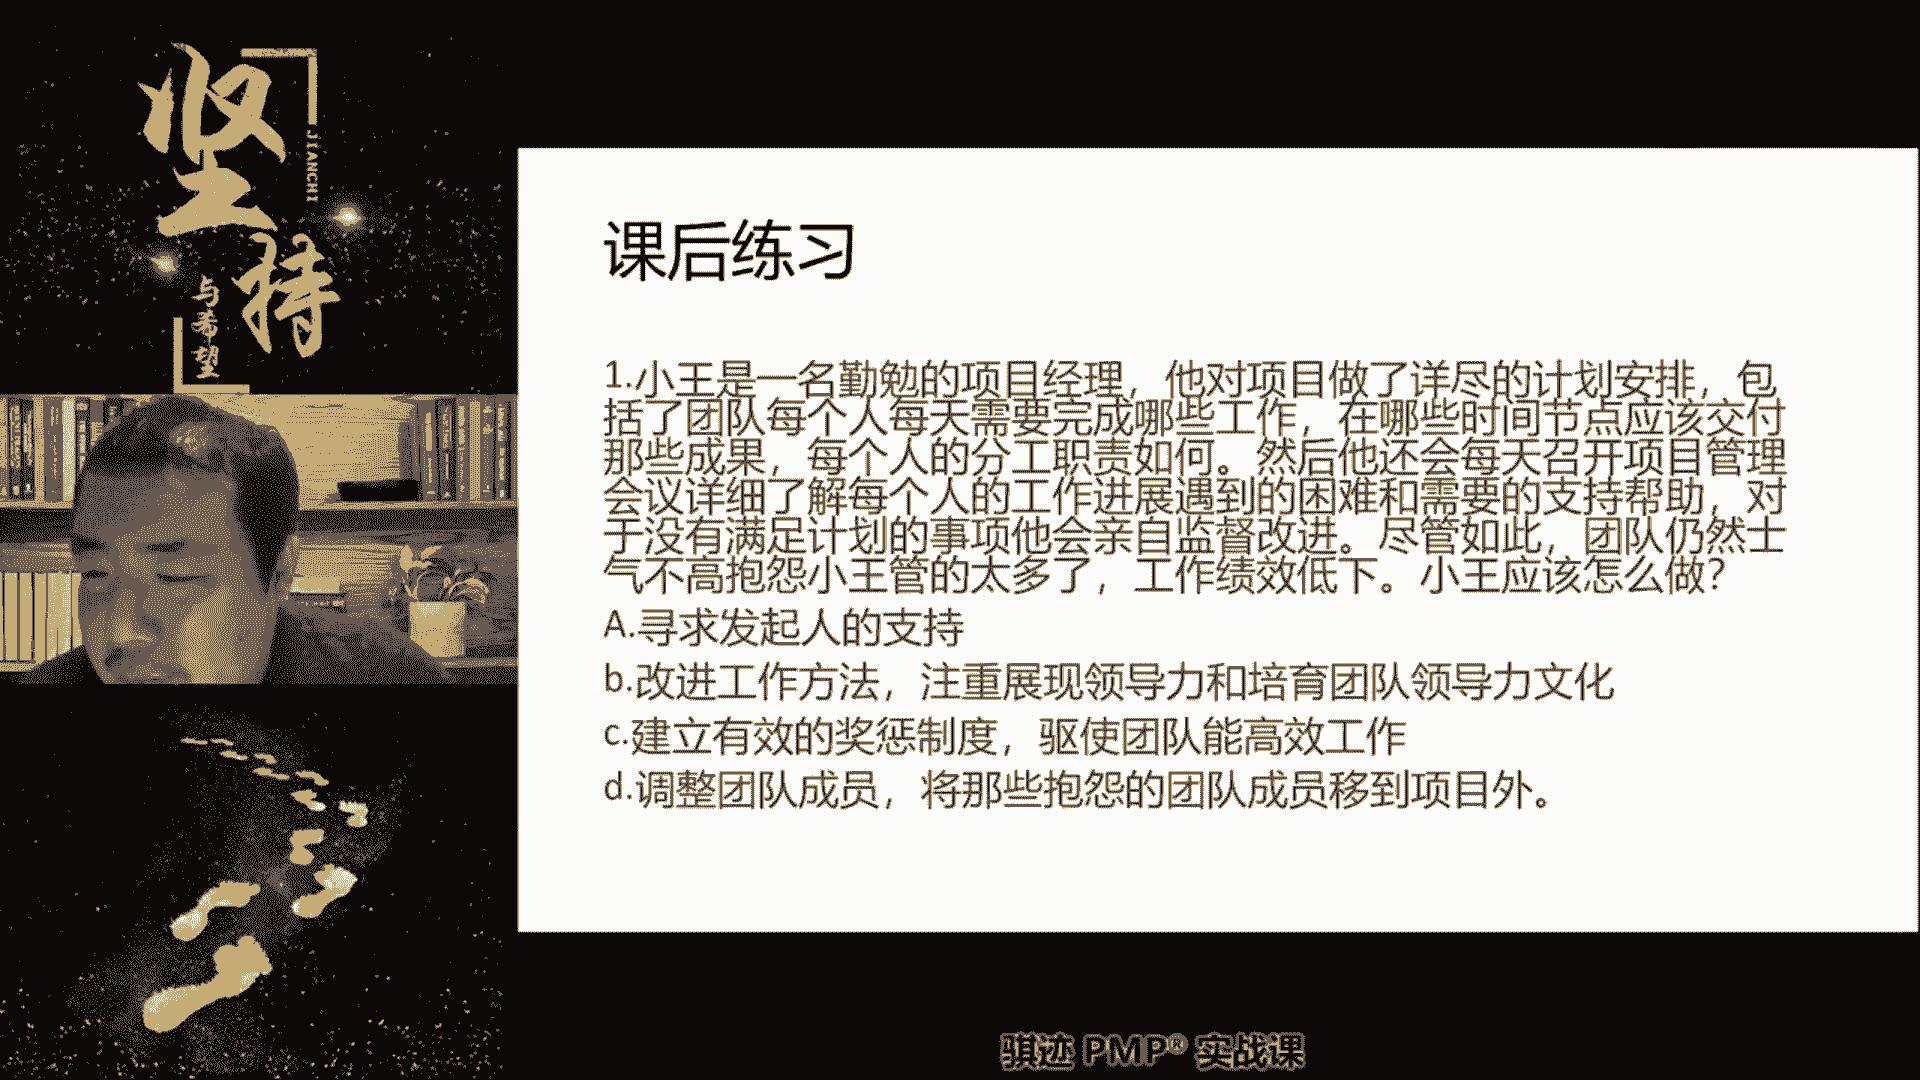 坚持
JIANCHI
与希望
课后练习
1.小王是一名勤勉的项目经理，他对项目做了详尽的计划安排，包
括了团队每个人每天需要完成哪些工作，在哪些时间节点应该交付
那些成果，每个人的分工职责如何。然后他还会每天召开项目管理
会议详细了解每个人的工作进展遇到的困难和需要的支持帮助，对
于没有满足计划的事项他会亲自监督改进。尽管如此，团队仍然士
气不高抱怨小王管的太多了，工作绩效低下。小王应该怎么做？
A.寻求发起人的支持
b.改进工作方法，注重展现领导力和培育团队领导力文化
c.建立有效的奖惩制度，驱使团队能高效工作
d.调整团队成员，将那些抱怨的团队成员移到项目外。
骐迹 PMP® 实战课